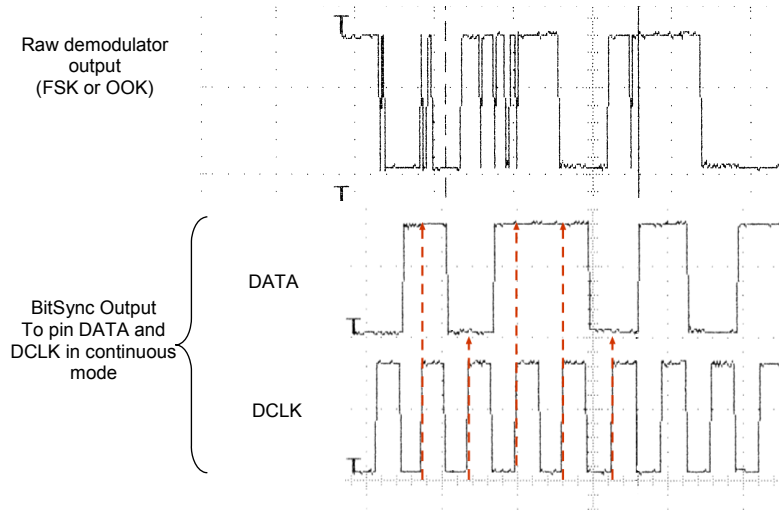 Raw demodulator
output
(FSK or OOK)
DATA
BitSync Output
To pin DATA and
DCLK in continuous
mode
DCLK